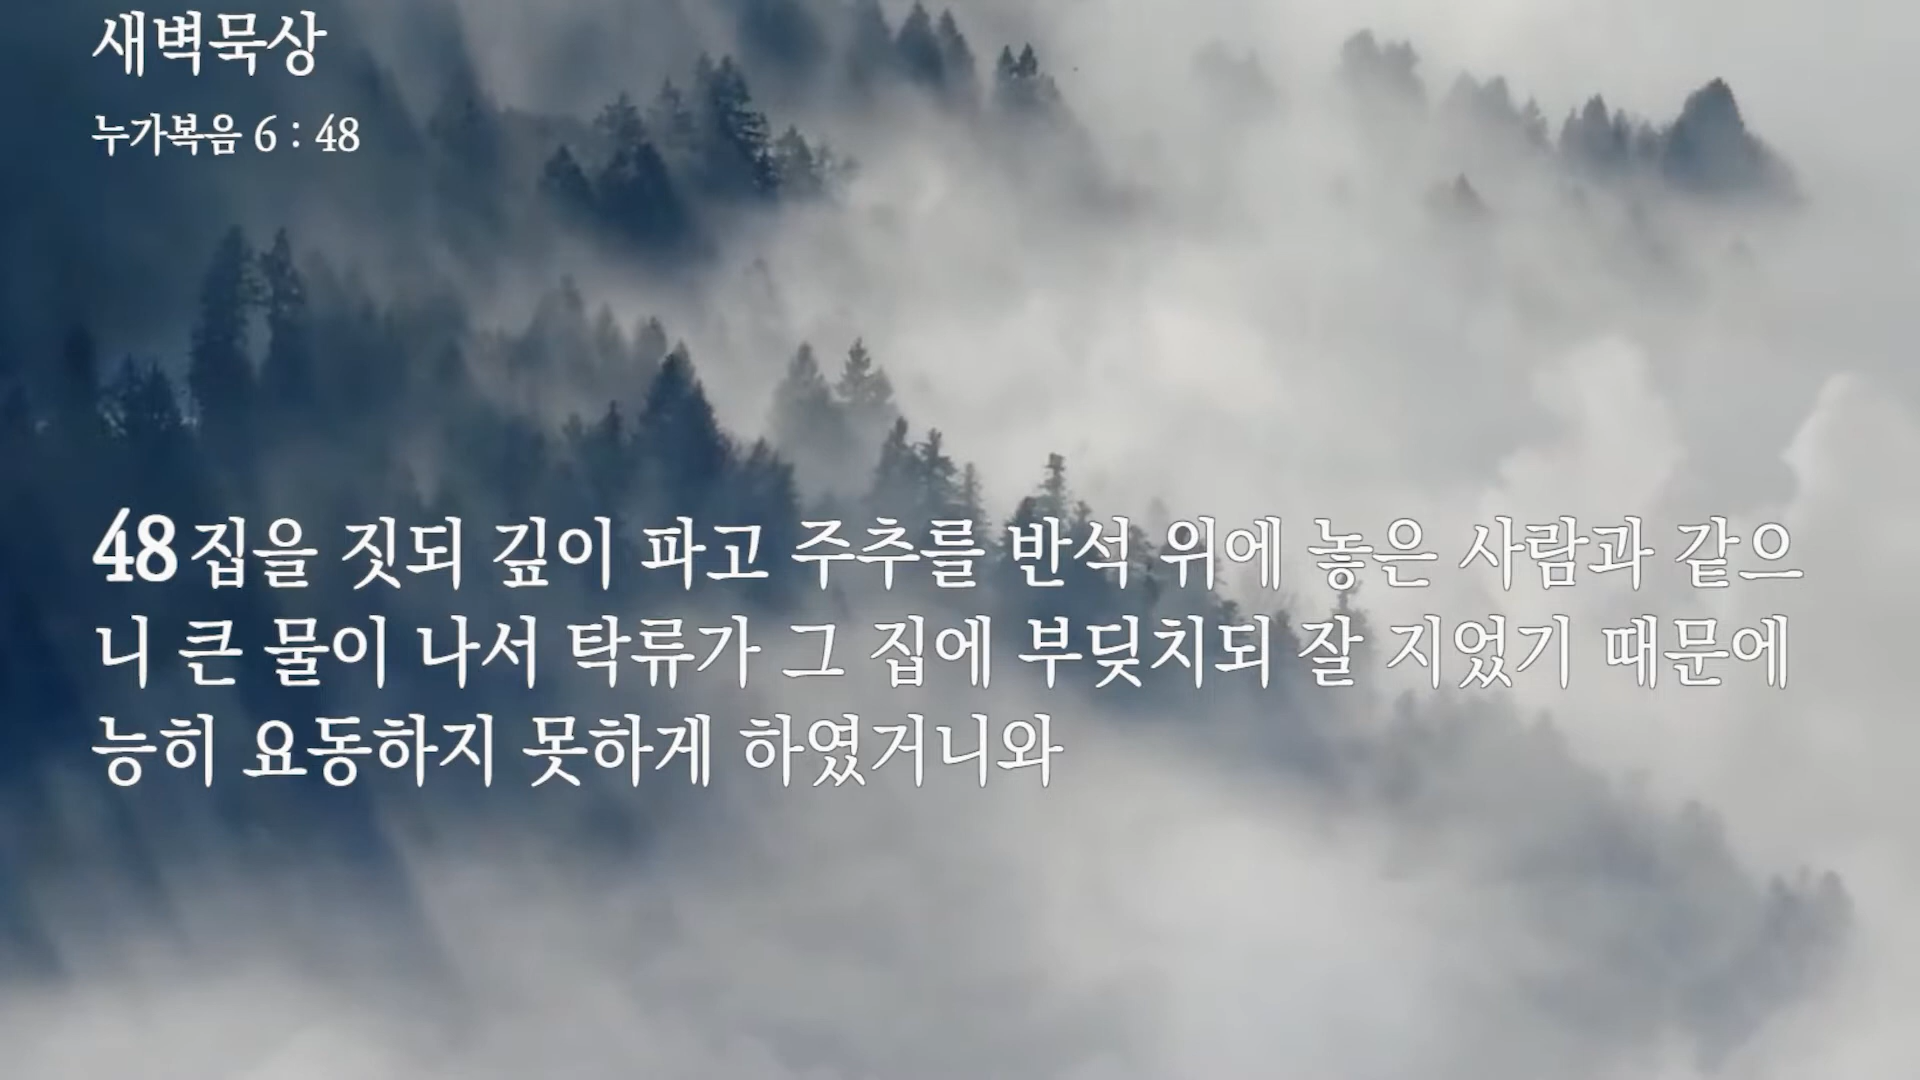 새벽묵상
누가복음 6 : 48
48 집을 짓되 깊이 파고 주추를 반석 위에 놓은 사람과 같으
니 큰 물이 나서 탁류가 그 집에 부딪치되 잘 지었기 때문에
능히 요동하지 못하게 하였거니와